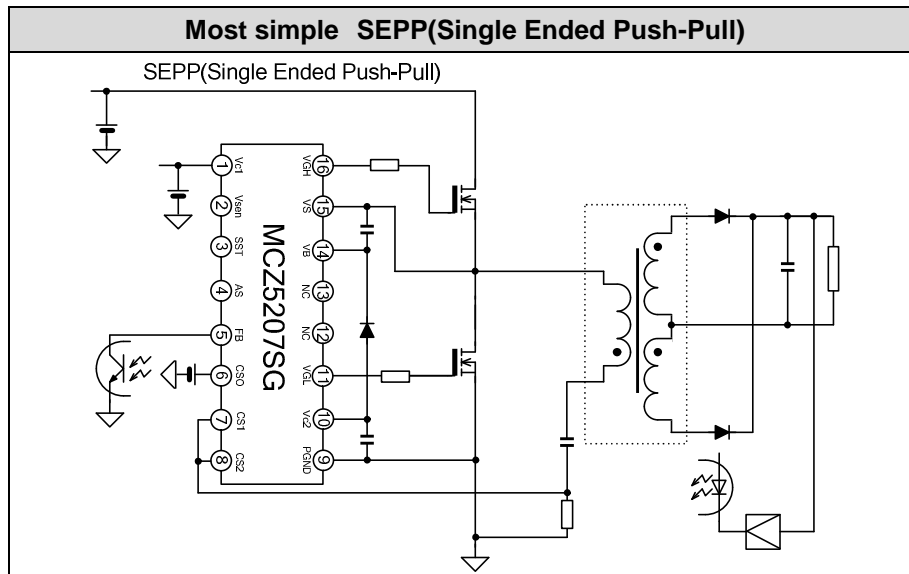 Most simple SEPP(Single Ended Push-Pull)
SEPP(Single Ended Push-Pull)
MCZ5207SG
1 Vc1
2 Vsen
3 SST
4 AS
5 FB
6 CSO
7 CS1
8 CS2
16 VGH
15 VS
14 VB
13 NC
12 NC
11 VGL
10 Vc2
9 PGND